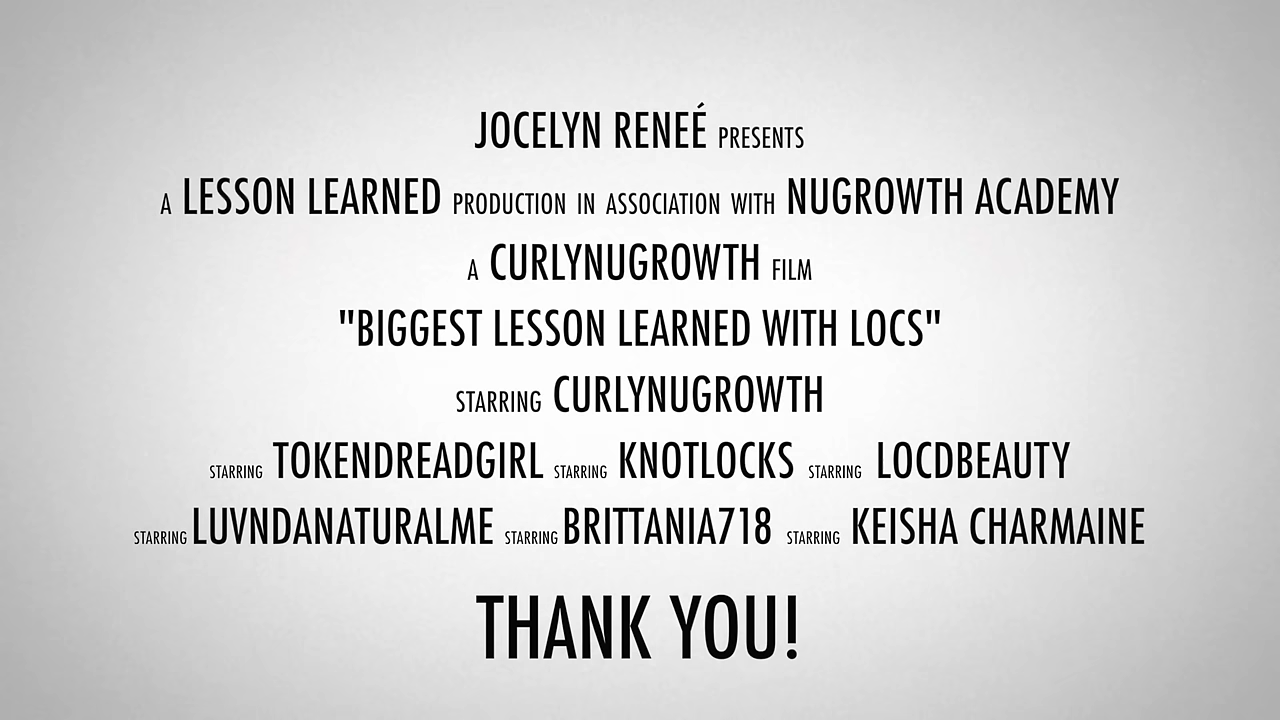 JOCELYN RENEÉ PRESENTS
A LESSON LEARNED PRODUCTION IN ASSOCIATION WITH NUGROWTH ACADEMY
A CURLYNUGROWTH FILM
"BIGGEST LESSON LEARNED WITH LOCS"
STARRING CURLYNUGROWTH
STARRING TOKENDREADGIRL STARRING KNOTLOCKS STARRING LOCDBEAUTY
STARRING LUVNDANATURALME STARRING BRITTANIA718 STARRING KEISHA CHARMAINE
THANK YOU!